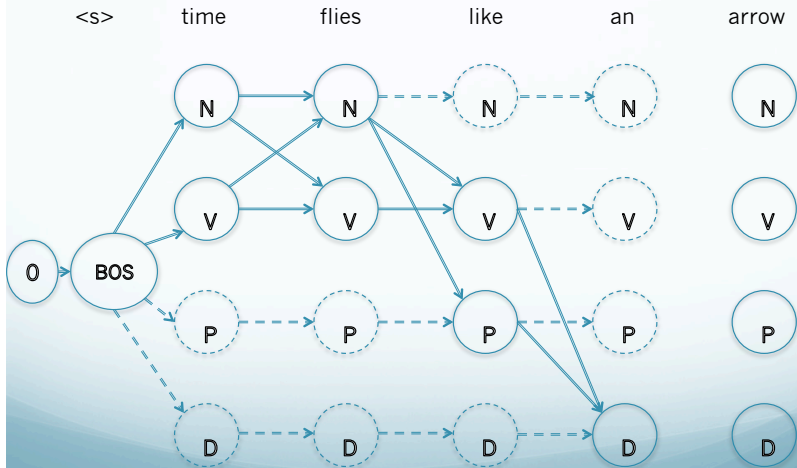 <s> time flies like an arrow
N N N N N
V V V V V
0 BOS
P P P P P
D D D D D